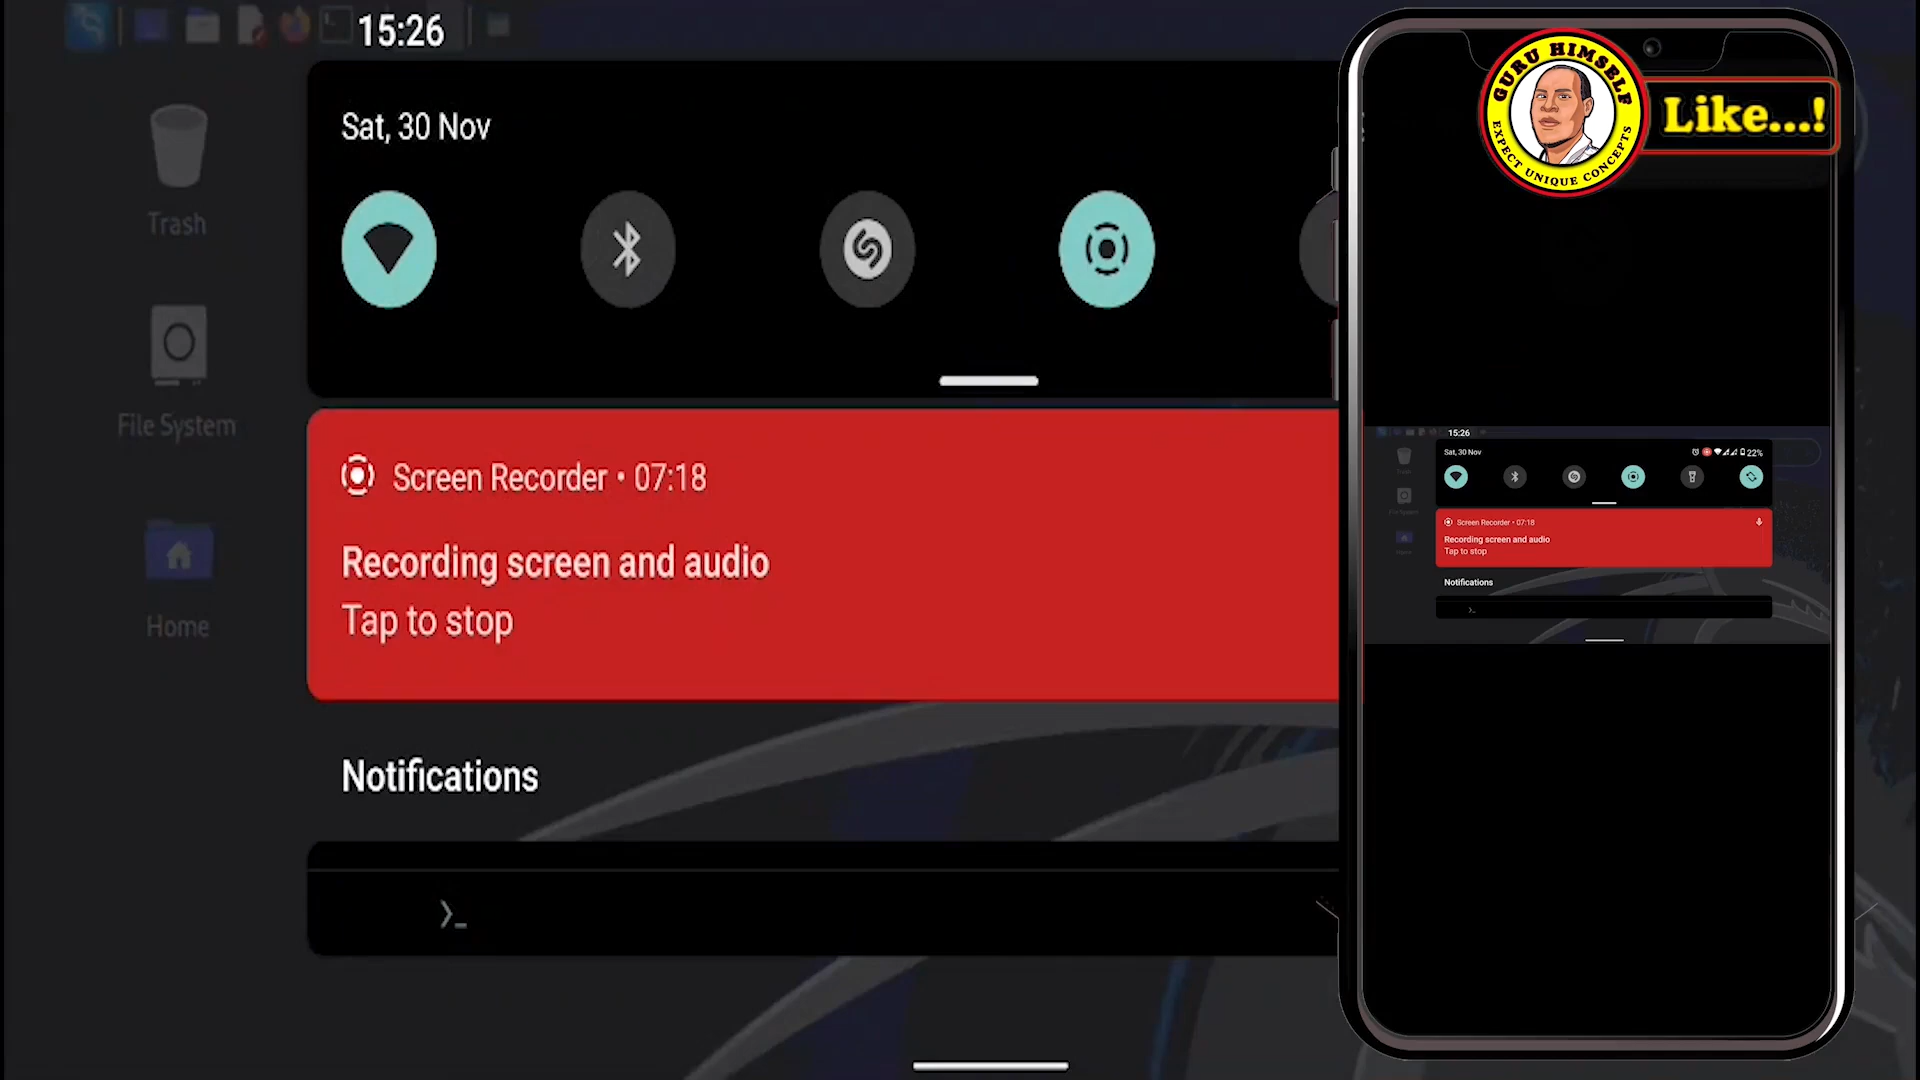 15:26
Sat, 30 Nov
Trash
File System
Home
Screen Recorder • 07:18
Recording screen and audio
Tap to stop
Notifications
GURU HIMSELF
EXPECT UNIQUE CONCEPTS
Like...!
15:26
Sat, 30 Nov
22%
Screen Recorder • 07:18
Recording screen and audio
Tap to stop
Notifications